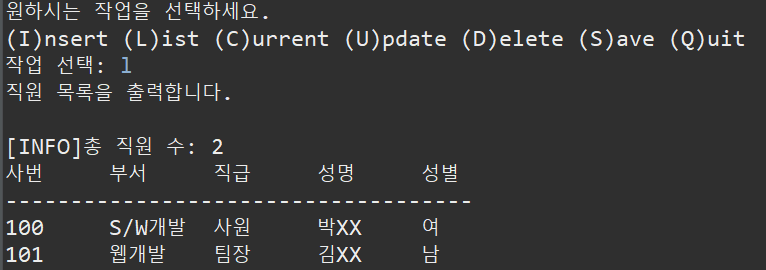 원하시는 작업을 선택하세요.
(I)nsert (L)ist (C)urrent (U)pdate (D)elete (S)ave (Q)uit
작업 선택: l
직원 목록을 출력합니다.
[INFO]총 직원 수: 2
사번 부서 직급 성명 성별
------------------------------------
100 S/W개발 사원 박XX 여
101 웹개발 팀장 김XX 남